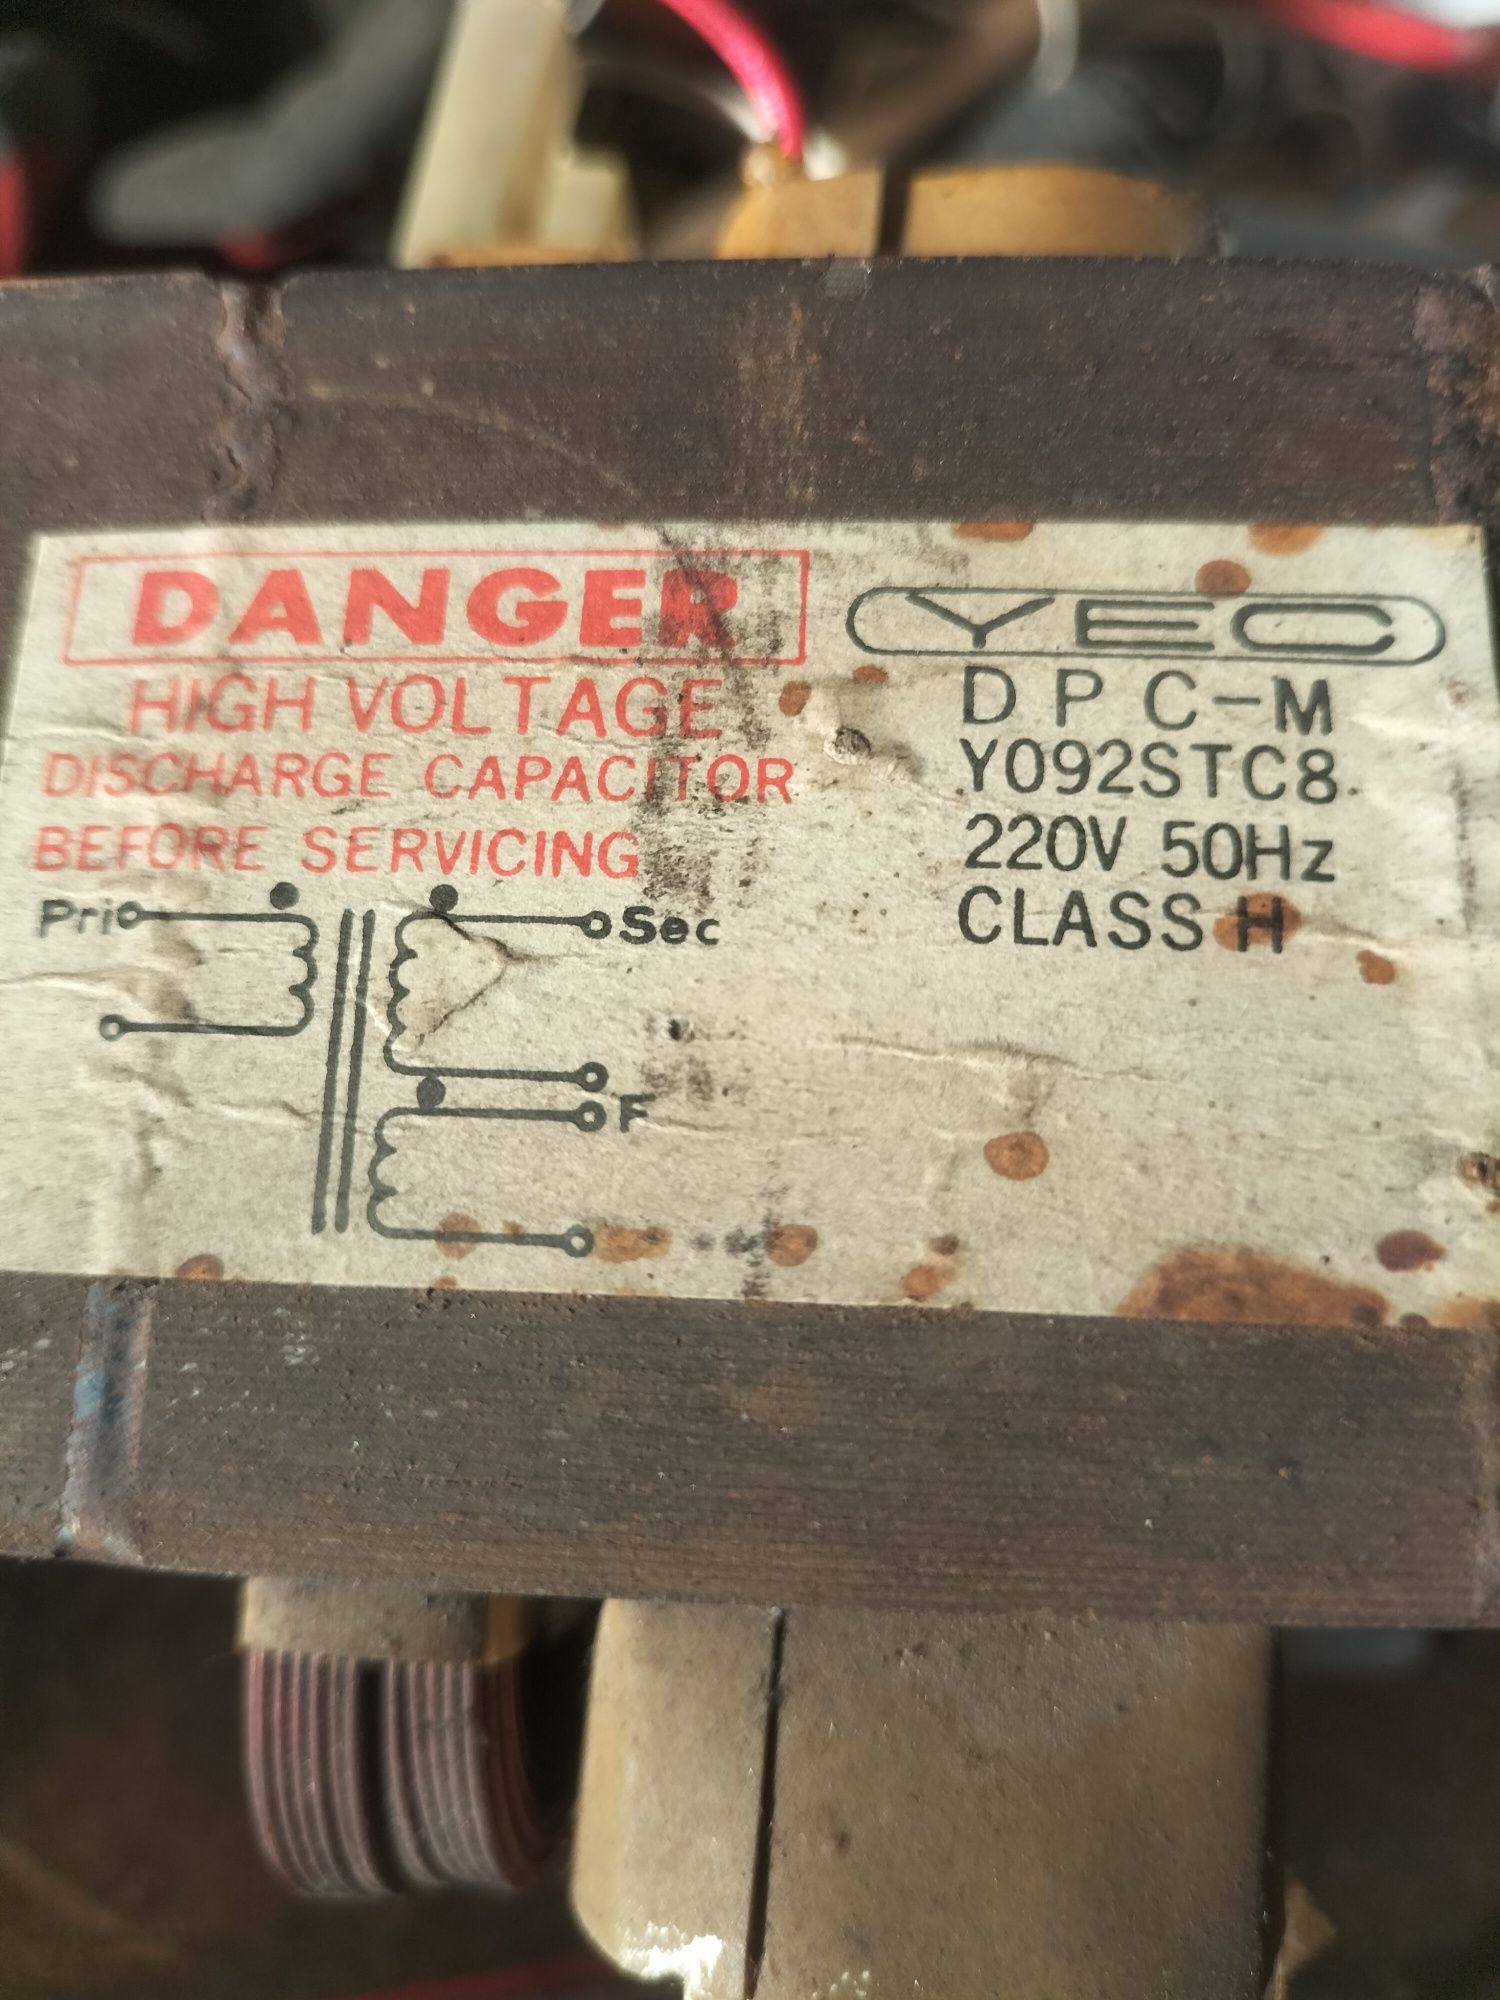 DANGER
HIGH VOLTAGE
DISCHARGE CAPACITOR
BEFORE SERVICING
Pri
Sec
F
YEC
DPC-M
Y092STC8
220V 50Hz
CLASS H